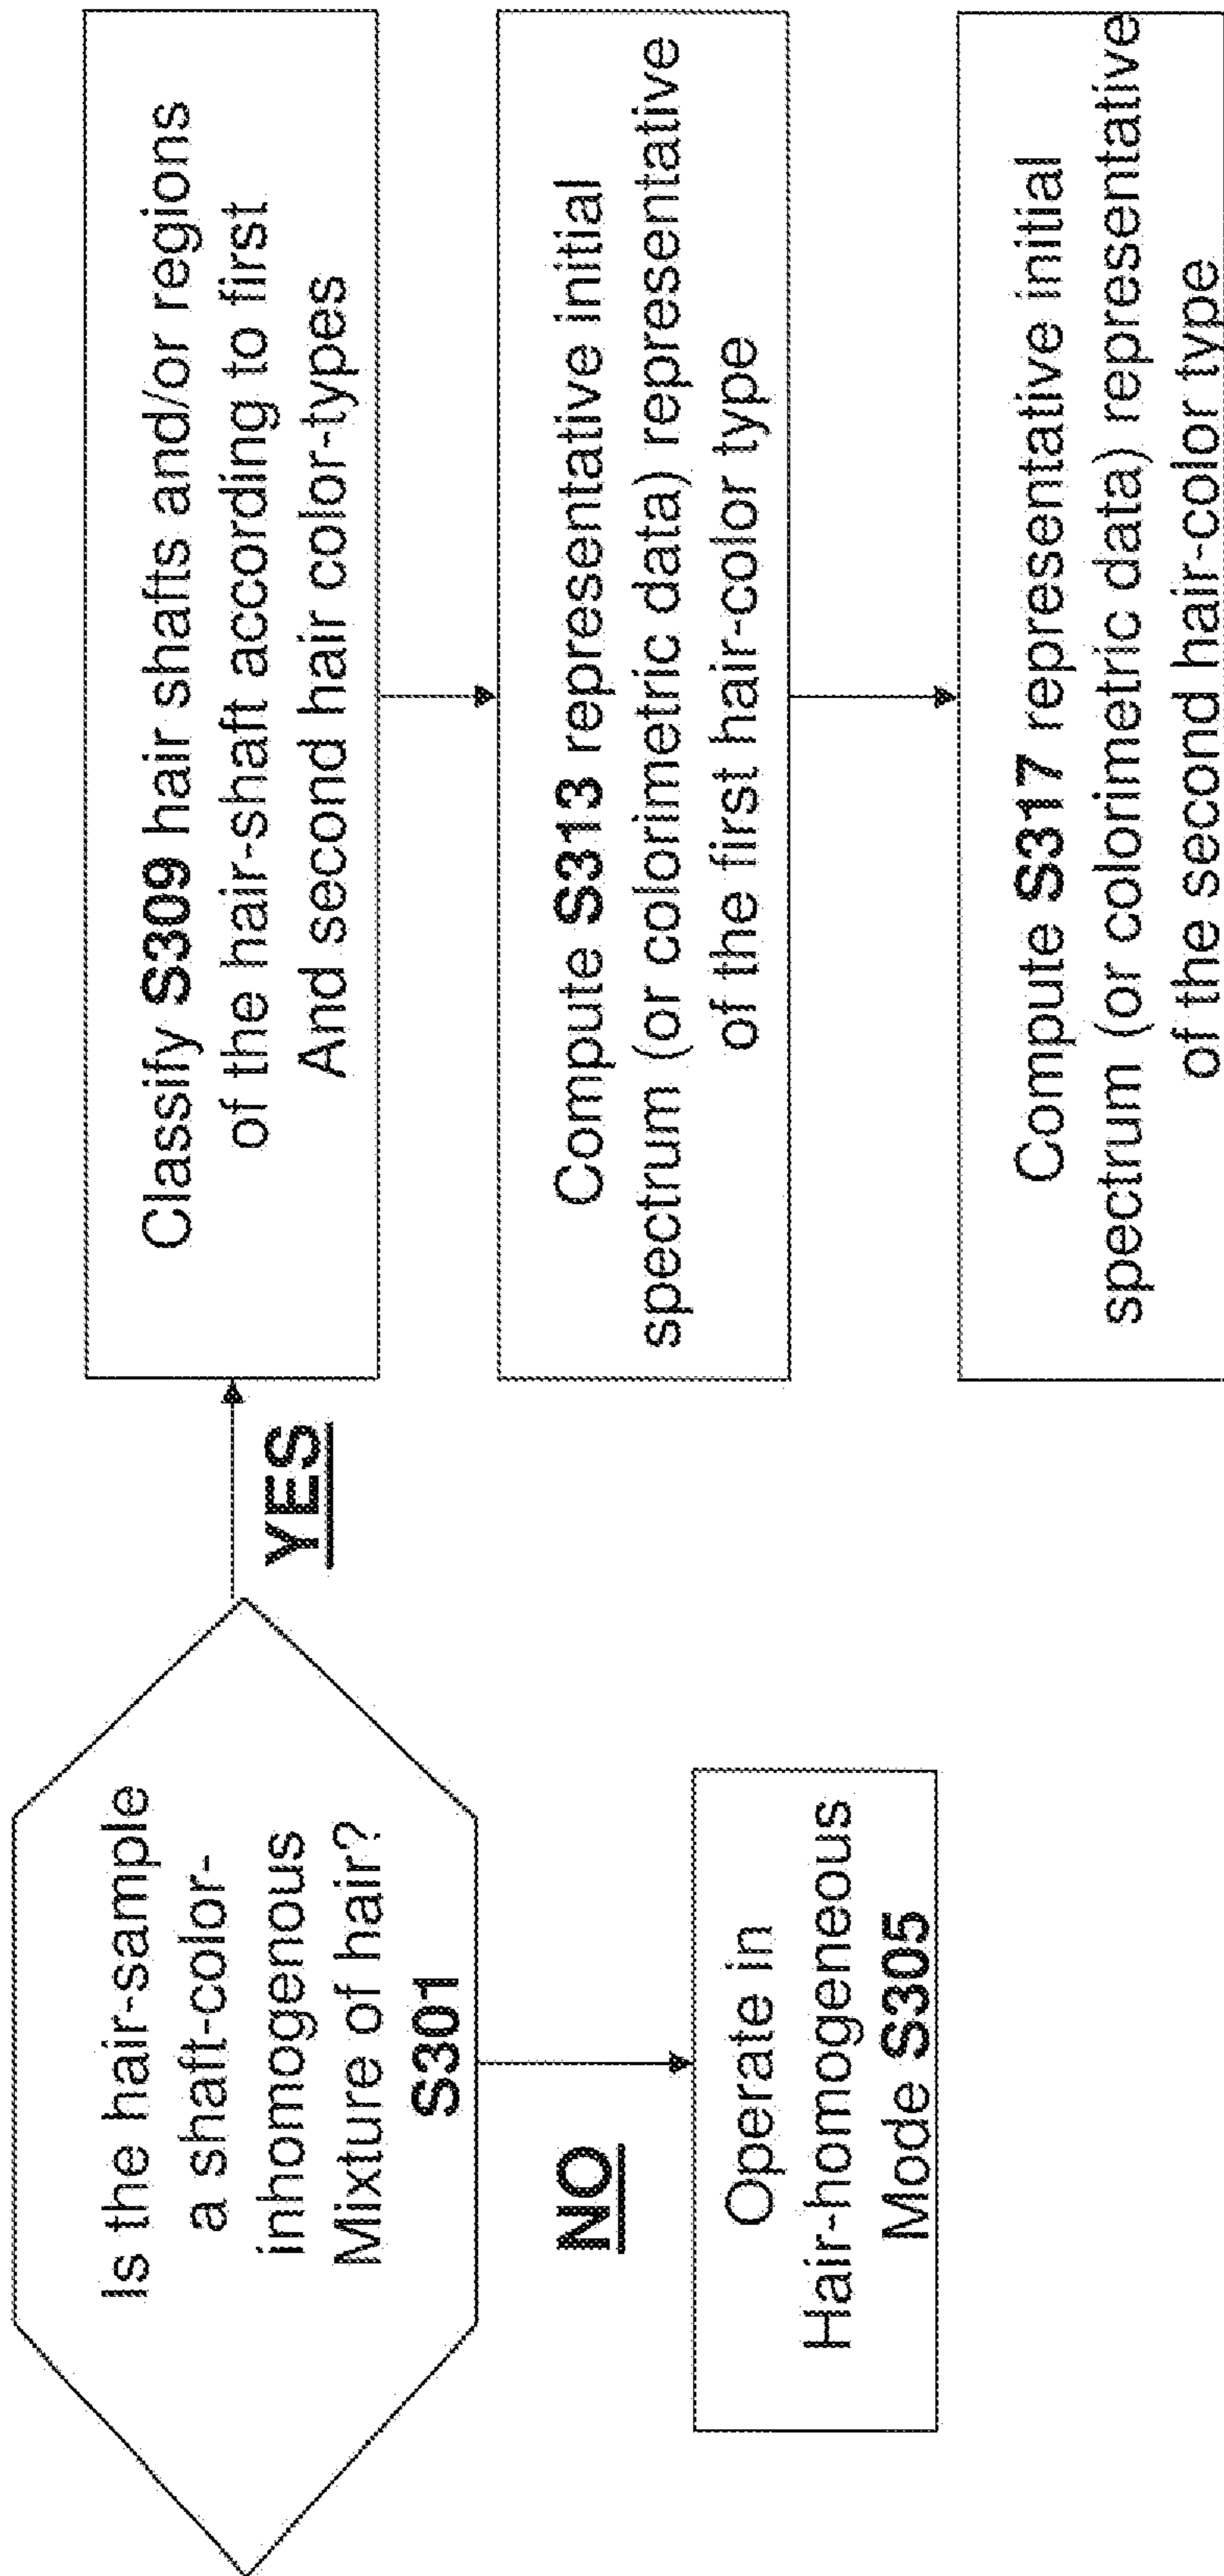 Is the hair-sample
a shaft-color-
inhomogenous
Mixture of hair?
S301
YES
NO
Operate in
Hair-homogeneous
Mode S305
Classify S309 hair shafts and/or regions
of the hair-shaft according to first
And second hair color-types
Compute S313 representative initial
spectrum (or colorimetric data) representative
of the first hair-color type
Compute S317 representative initial
spectrum (or colorimetric data) representative
of the second hair-color type